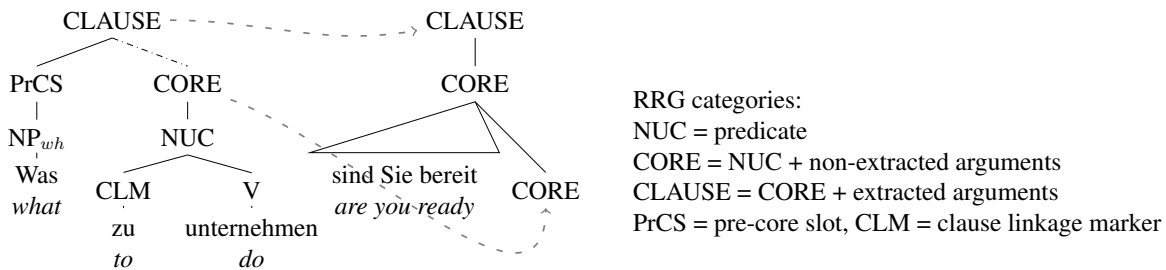 CLAUSE CLAUSE
PrCS CORE CORE
NP_wh NUC
Was sind Sie bereit
what CLM V are you ready CORE
zu unternehmen
to do
RRG categories:
NUC = predicate
CORE = NUC + non-extracted arguments
CLAUSE = CORE + extracted arguments
PrCS = pre-core slot, CLM = clause linkage marker